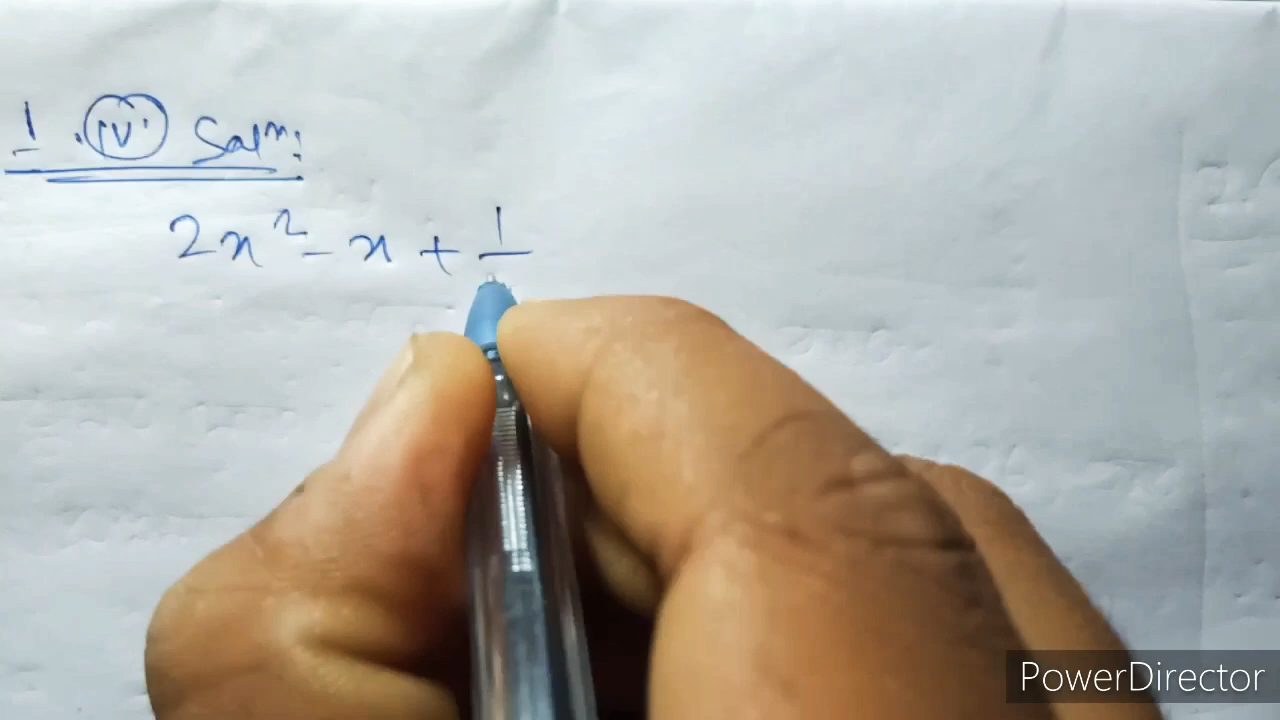 1 .(iv) Solⁿ:
2x² - x + 1
PowerDirector